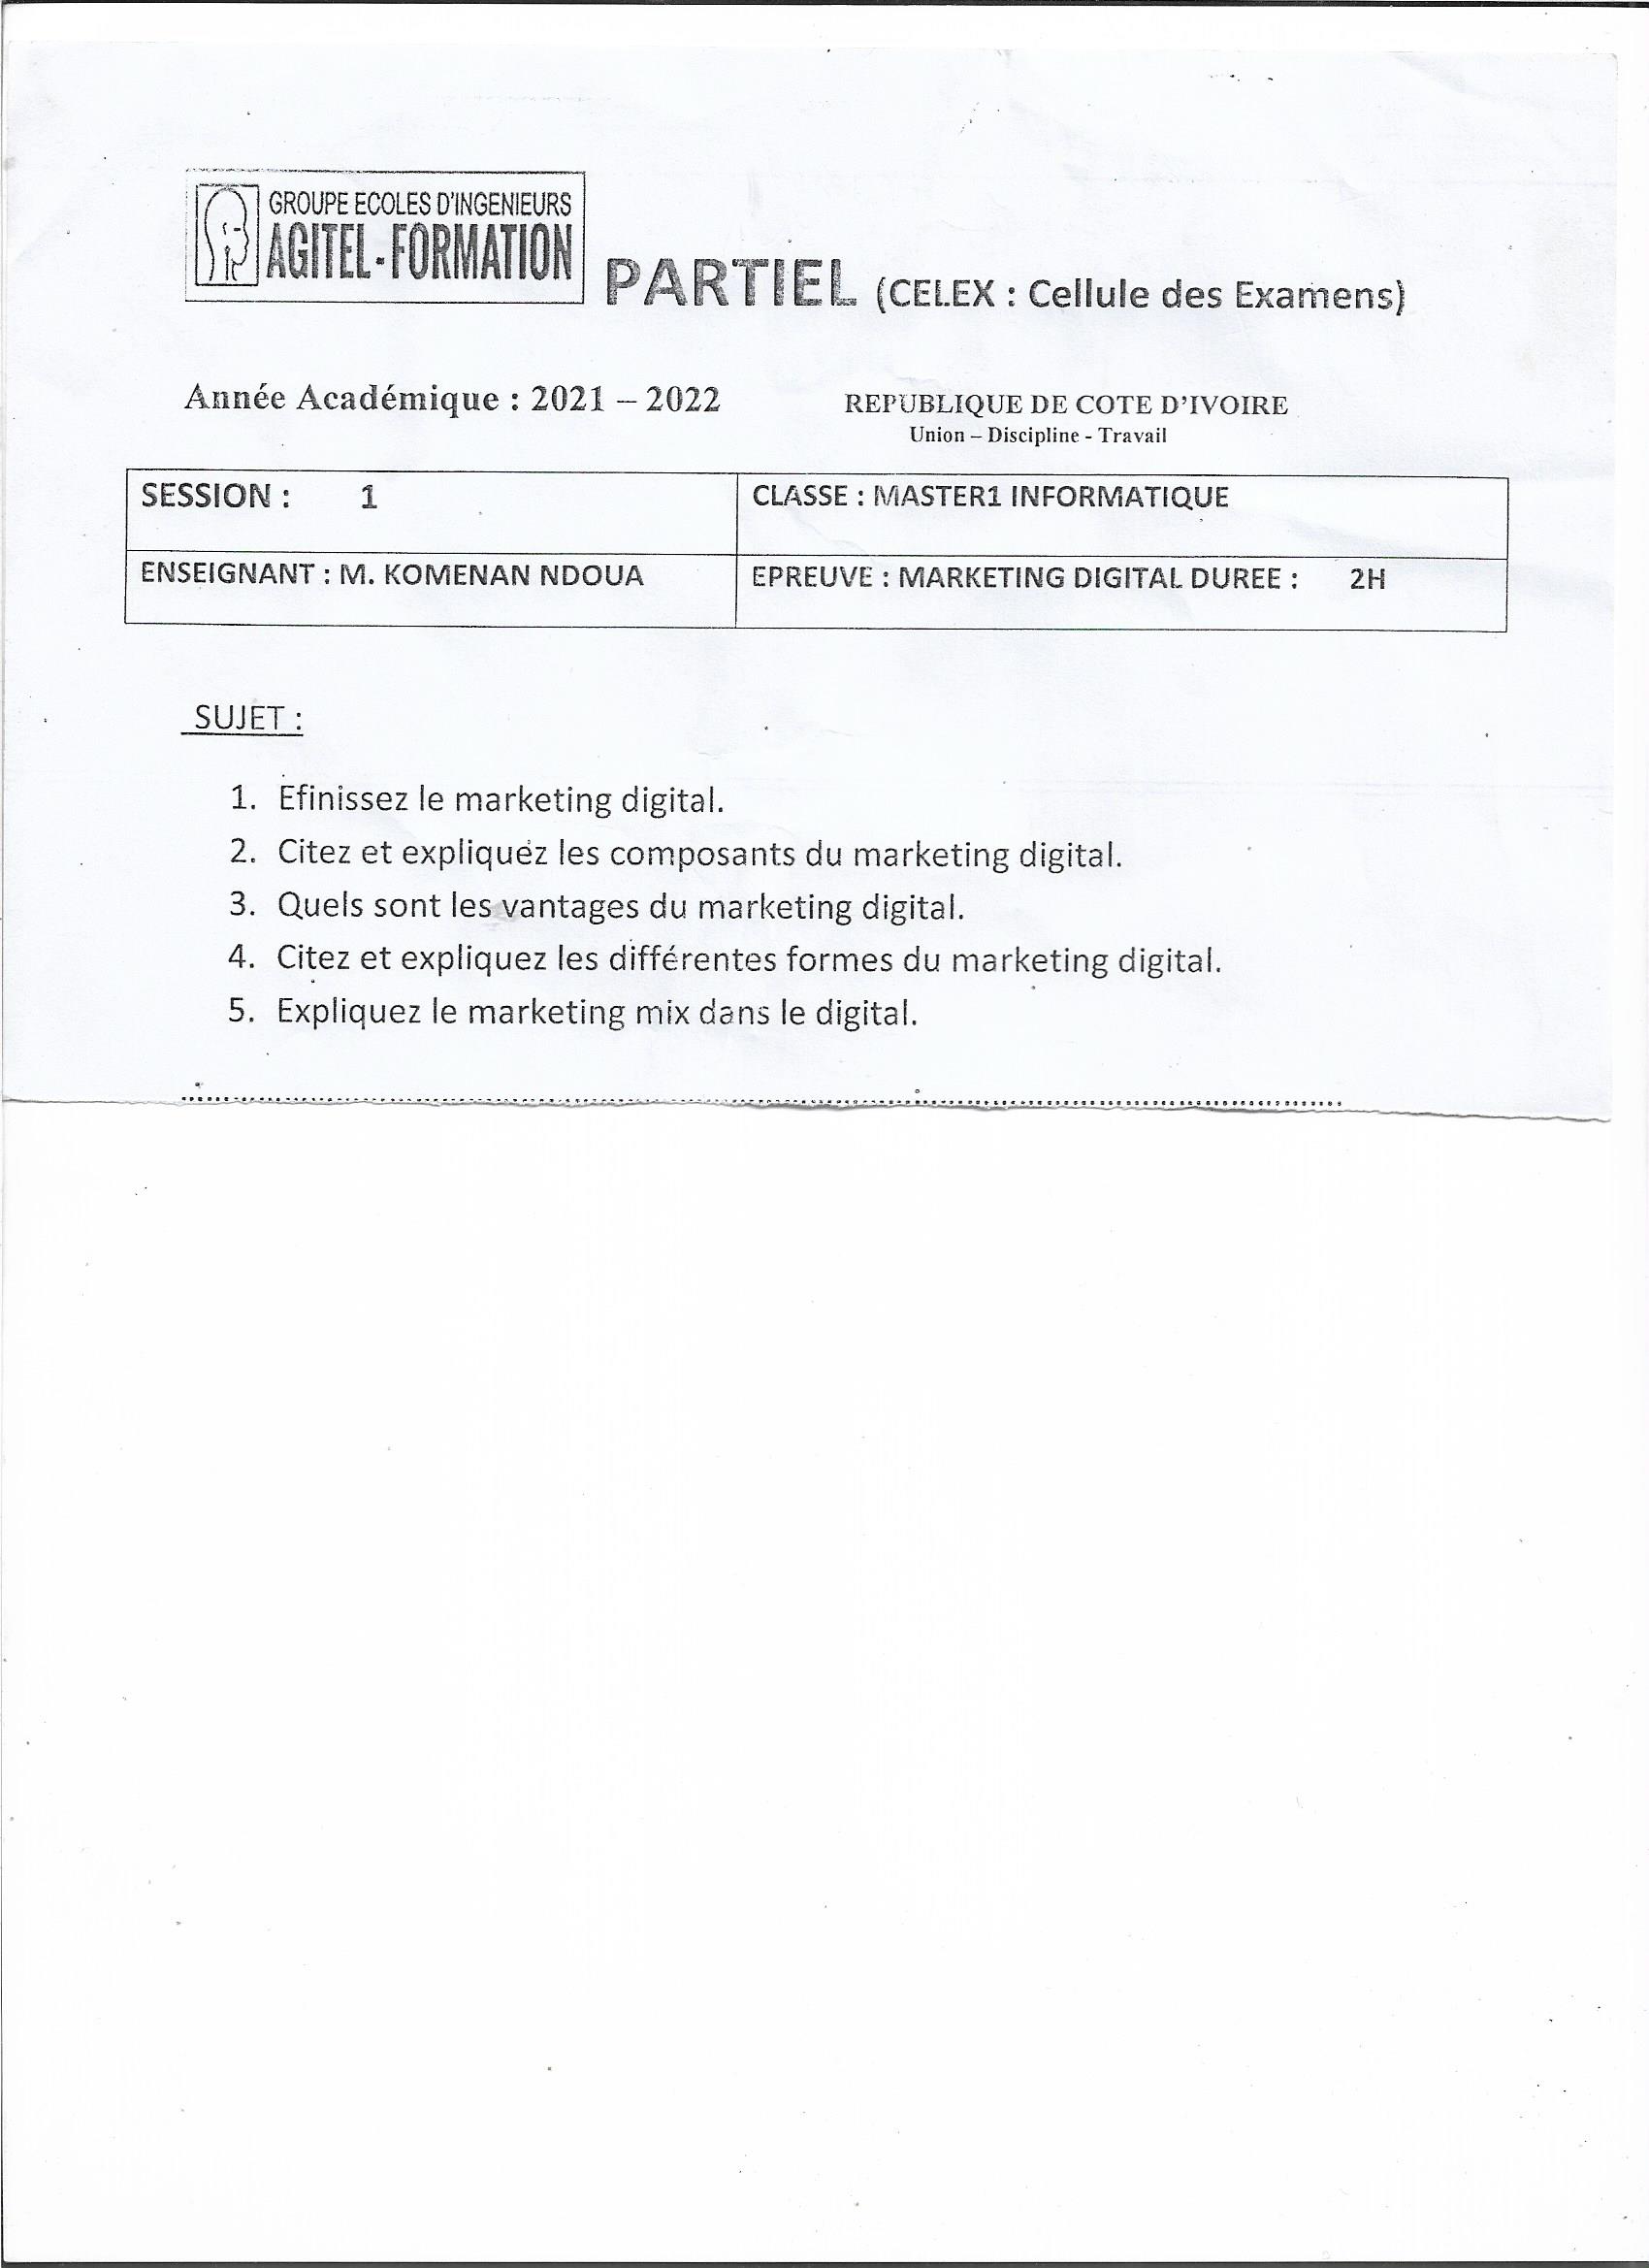 GROUPE ECOLES D'INGENIEURS
AGITEL-FORMATION
PARTIEL (CELEX : Cellule des Examens)
Année Académique : 2021 – 2022
REPUBLIQUE DE COTE D'IVOIRE
Union – Discipline - Travail
SESSION : 1
CLASSE : MASTER1 INFORMATIQUE
ENSEIGNANT : M. KOMENAN NDOUA
EPREUVE : MARKETING DIGITAL DUREE : 2H
SUJET :
1. Efinissez le marketing digital.
2. Citez et expliquez les composants du marketing digital.
3. Quels sont les vantages du marketing digital.
4. Citez et expliquez les différentes formes du marketing digital.
5. Expliquez le marketing mix dans le digital.